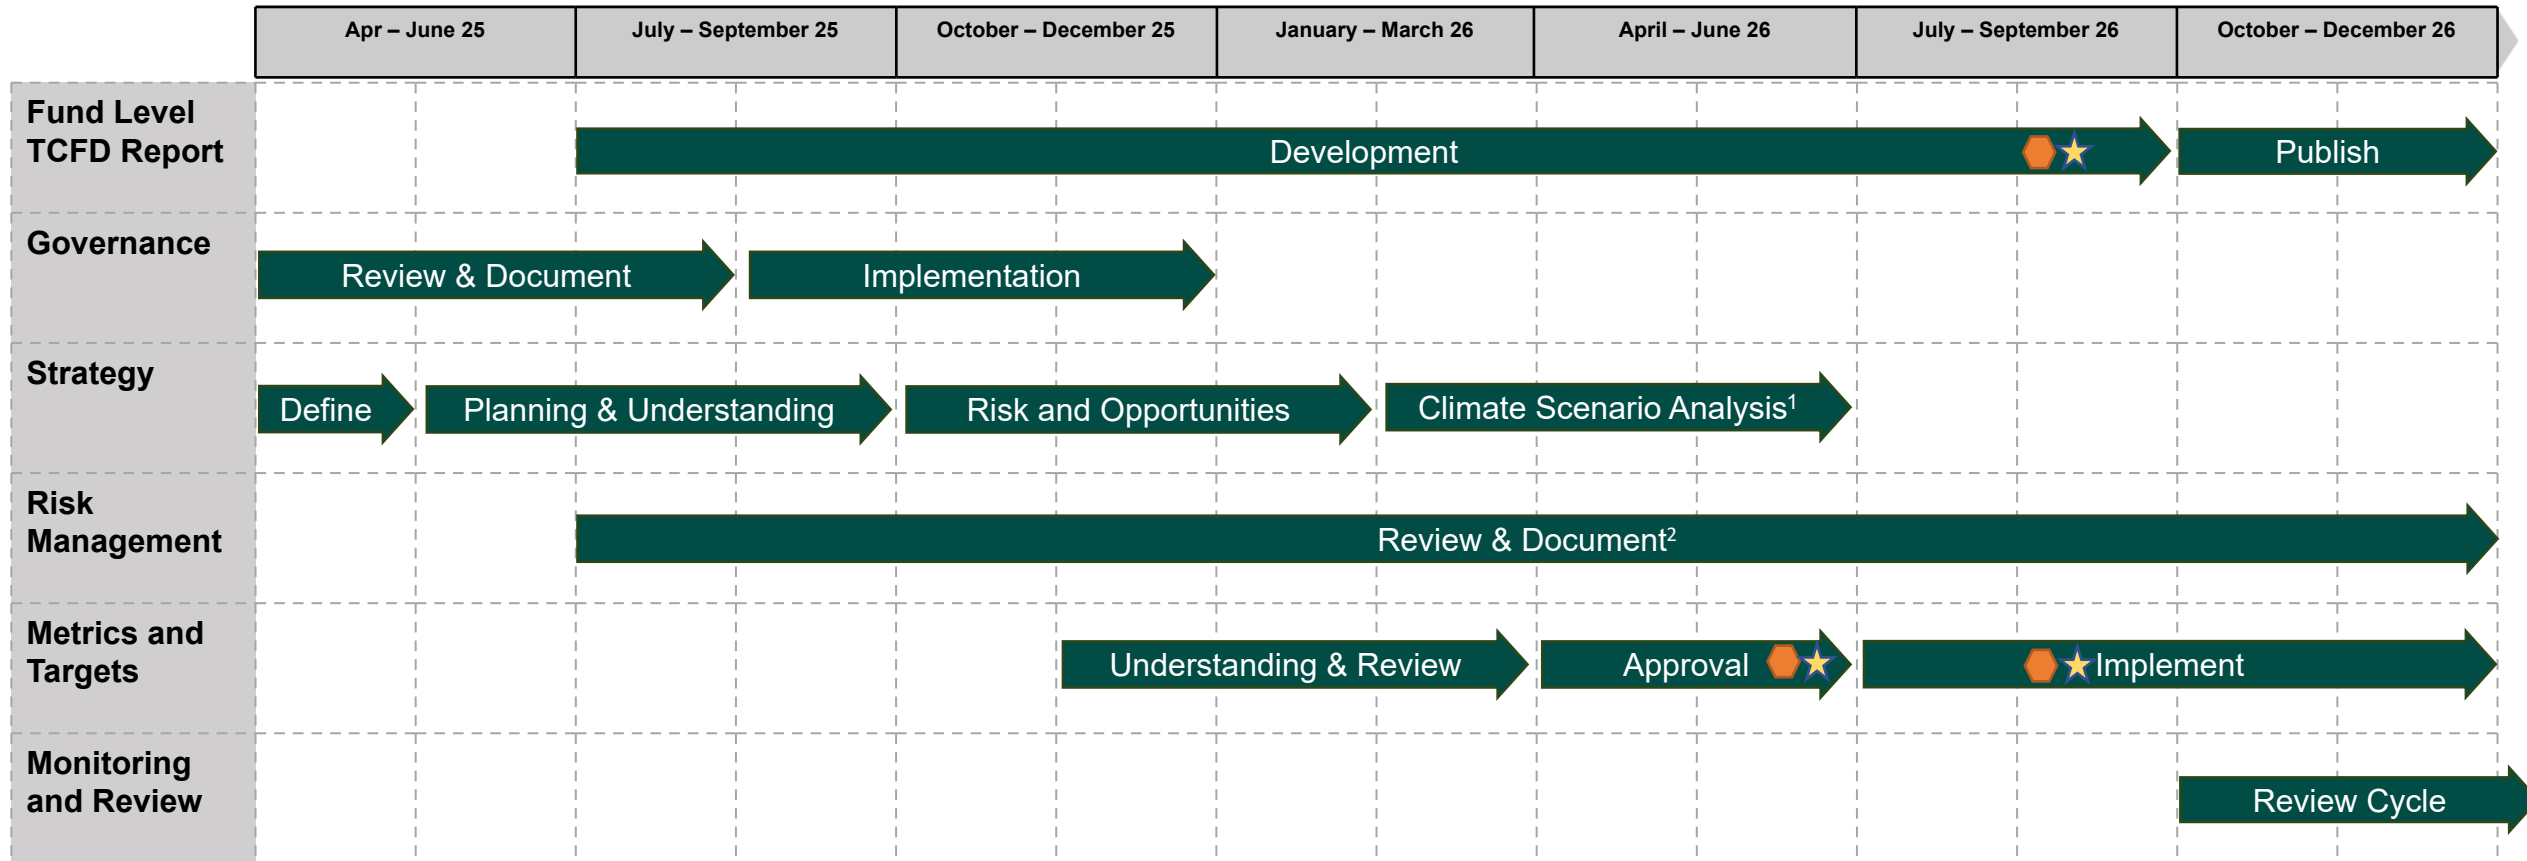 Apr – June 25
July – September 25
October – December 25
January – March 26
April – June 26
July – September 26
October – December 26
Fund Level
TCFD Report
Development
Publish
Governance
Review & Document
Implementation
Strategy
Define
Planning & Understanding
Risk and Opportunities
Climate Scenario Analysis¹
Risk
Management
Review & Document²
Metrics and
Targets
Understanding & Review
Approval
Implement
Monitoring
and Review
Review Cycle